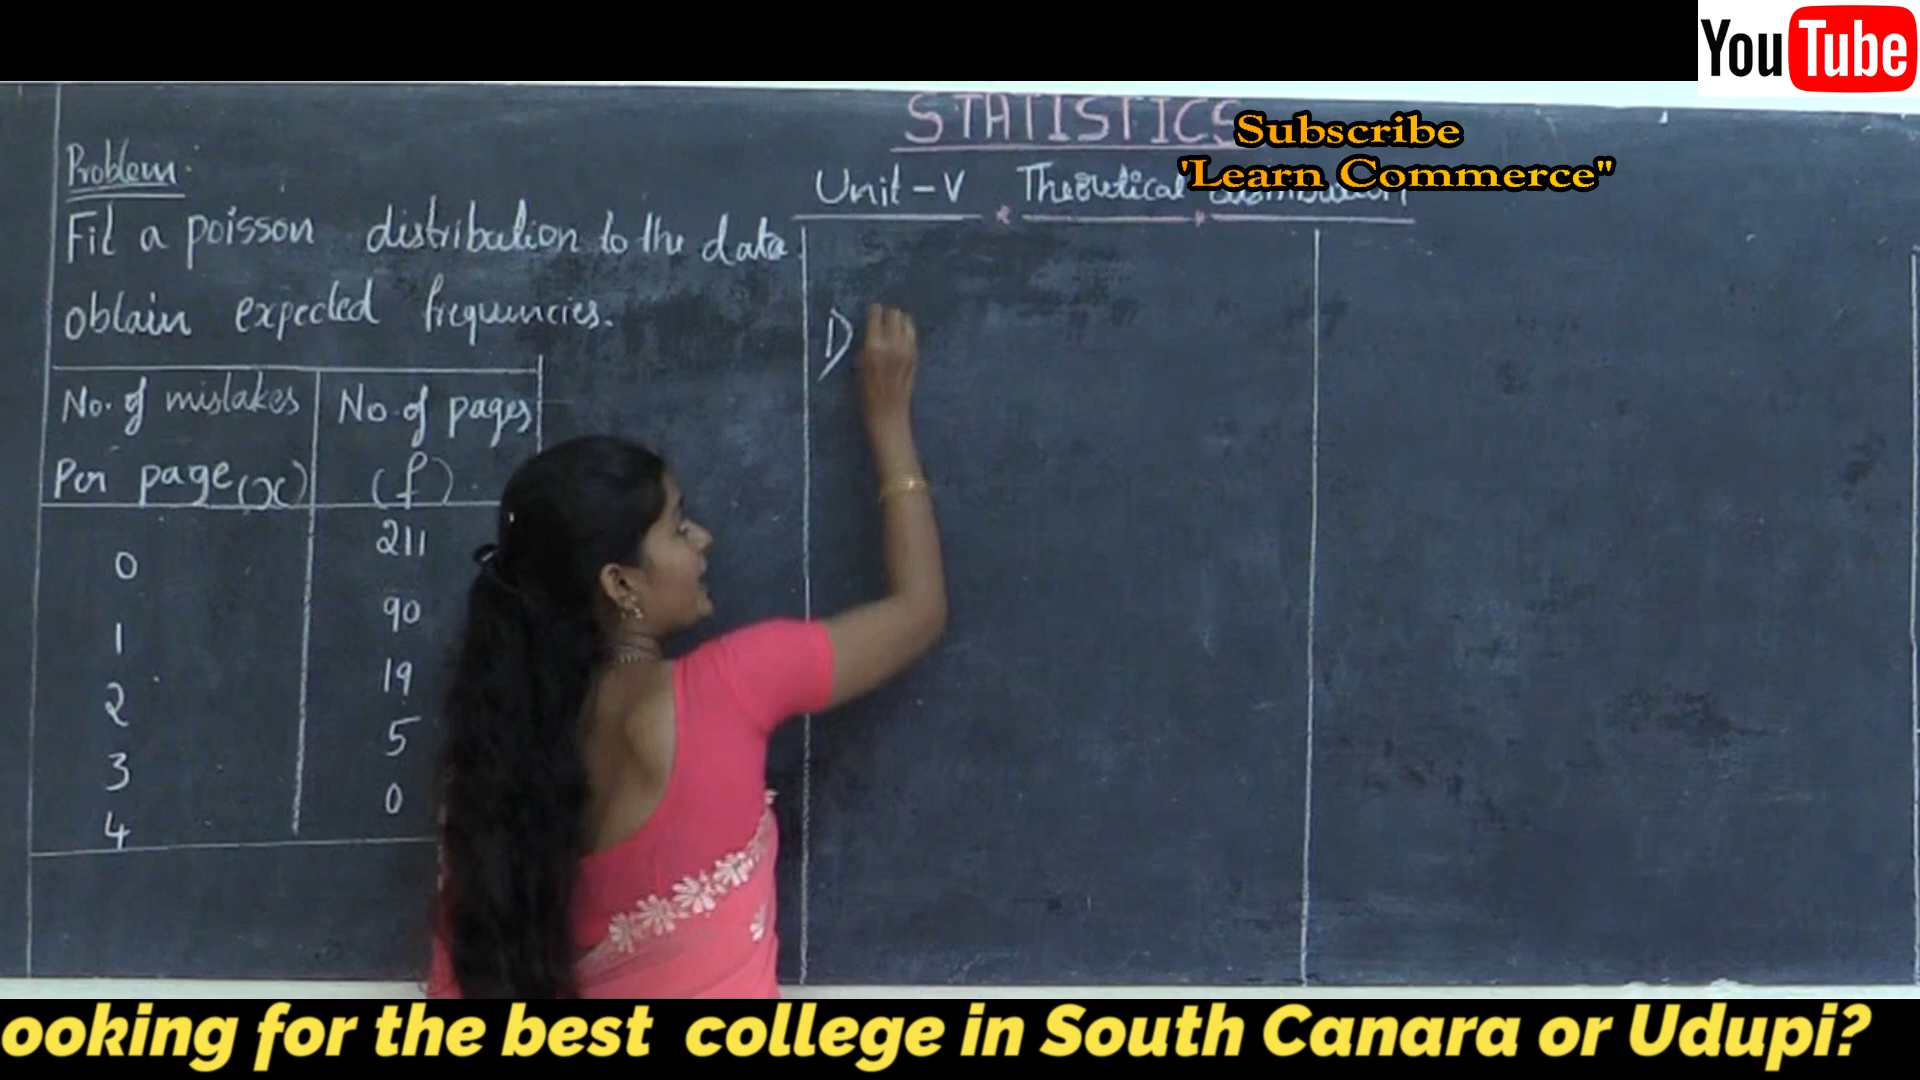 YouTube
STATISTICS
Subscribe
'Learn Commerce"
Unit - V Theoretical
Problem:
Fit a poisson distribution to the data.
obtain expected frequencies.
No. of mistakes Per page (x) | No. of pages (f).
0 211
1 90
2 19
3 5
4 0
1)
ooking for the best college in South Canara or Udupi?